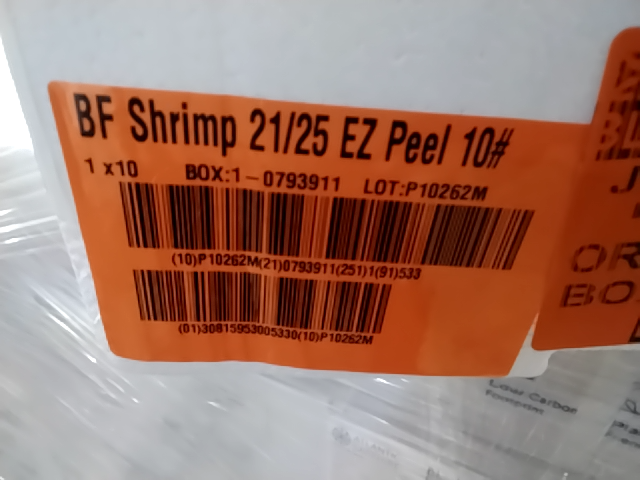 BF Shrimp 21/25 EZ Peel 10#
1 x10 BOX:1-0793911 LOT:P10262M
(10)P10262M(21)0793911(251)1(91)533
(01)30815953005330(10)P10262M
OR
BO
Low Carbon
Footprint